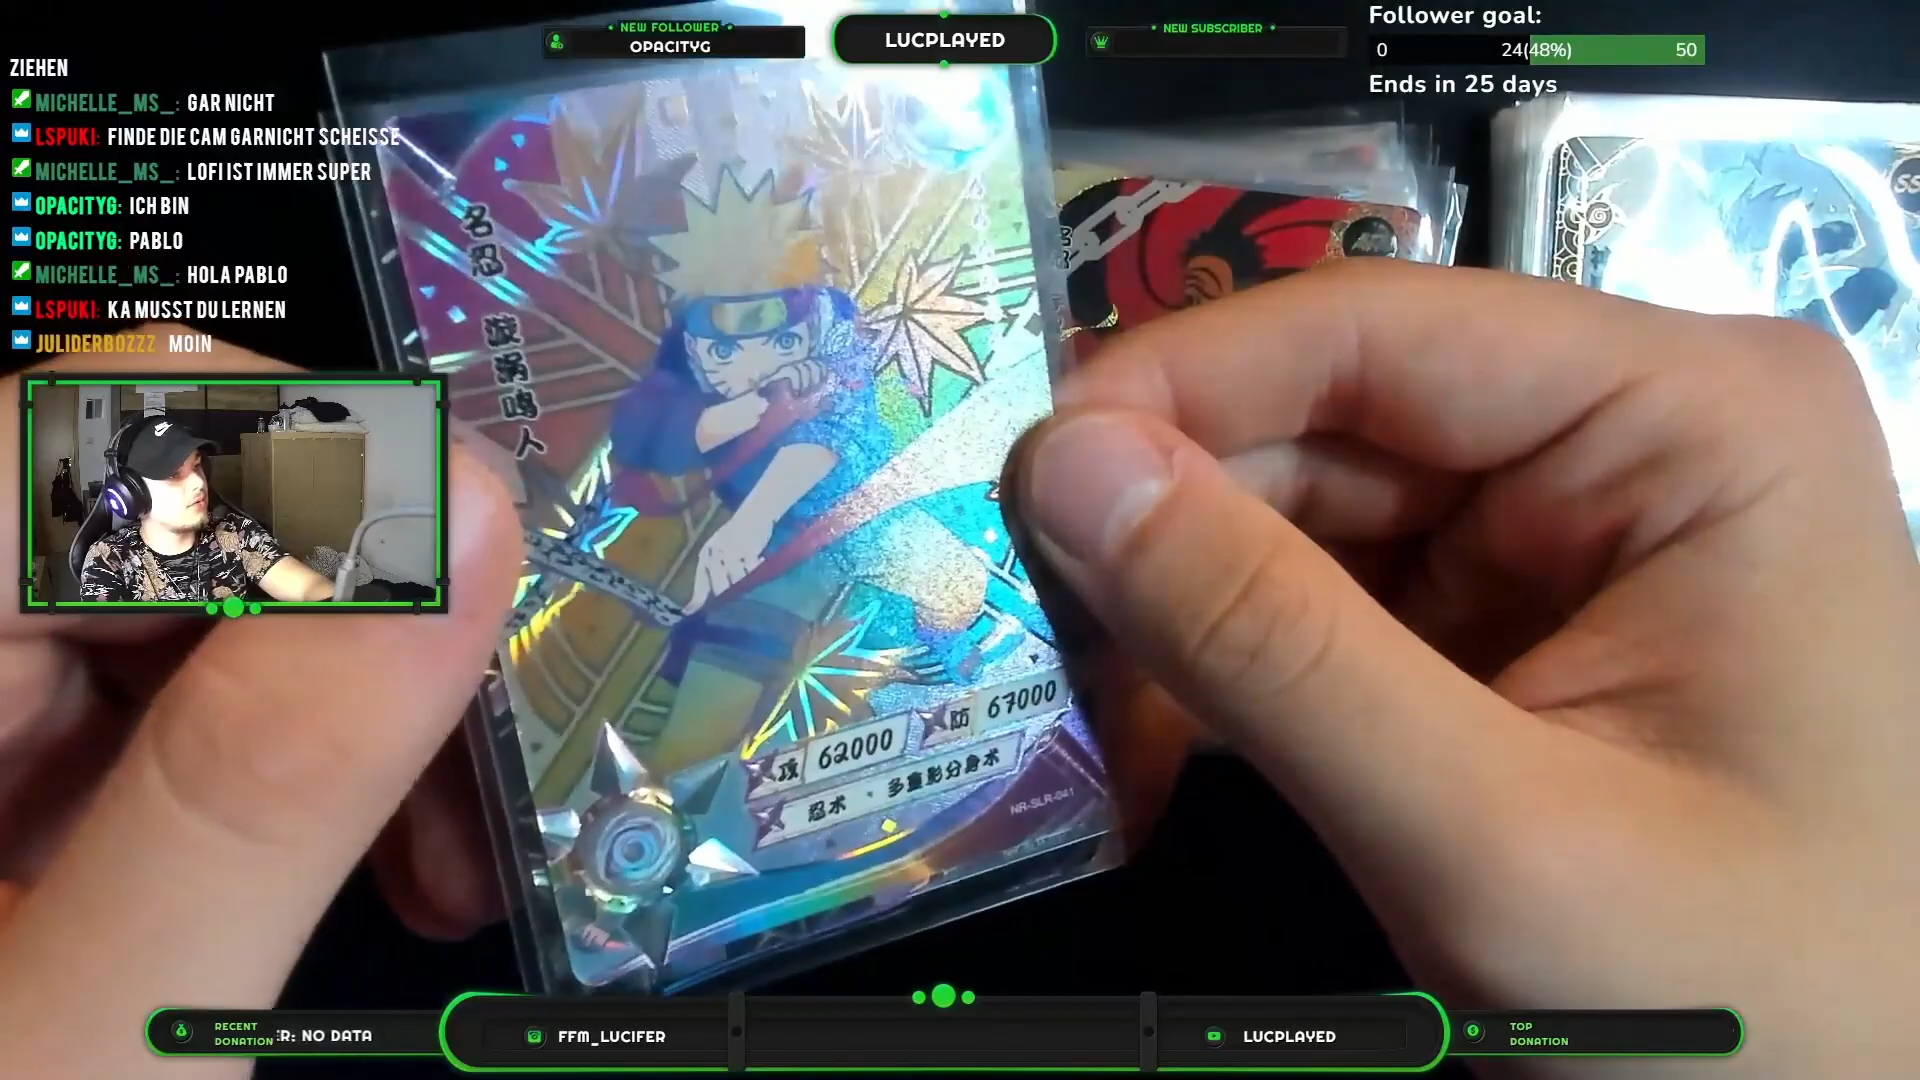 NEW FOLLOWER
OPACITYG
LUCPLAYED
NEW SUBSCRIBER
Follower goal:
0 24(48%) 50
Ends in 25 days
ZIEHEN
MICHELLE_MS_: GAR NICHT
LSPUKI: FINDE DIE CAM GARNICHT SCHEISSE
MICHELLE_MS_: LOFI IST IMMER SUPER
OPACITYG: ICH BIN
OPACITYG: PABLO
MICHELLE_MS_: HOLA PABLO
LSPUKI: KA MUSST DU LERNEN
JULIDERBOZZZ MOIN
名忍
漩涡鸣人
攻 62000
防 67000
忍术·多重影分身术
NR-SLR-041
RECENT DONATION
R: NO DATA
FFM_LUCIFER
LUCPLAYED
TOP DONATION